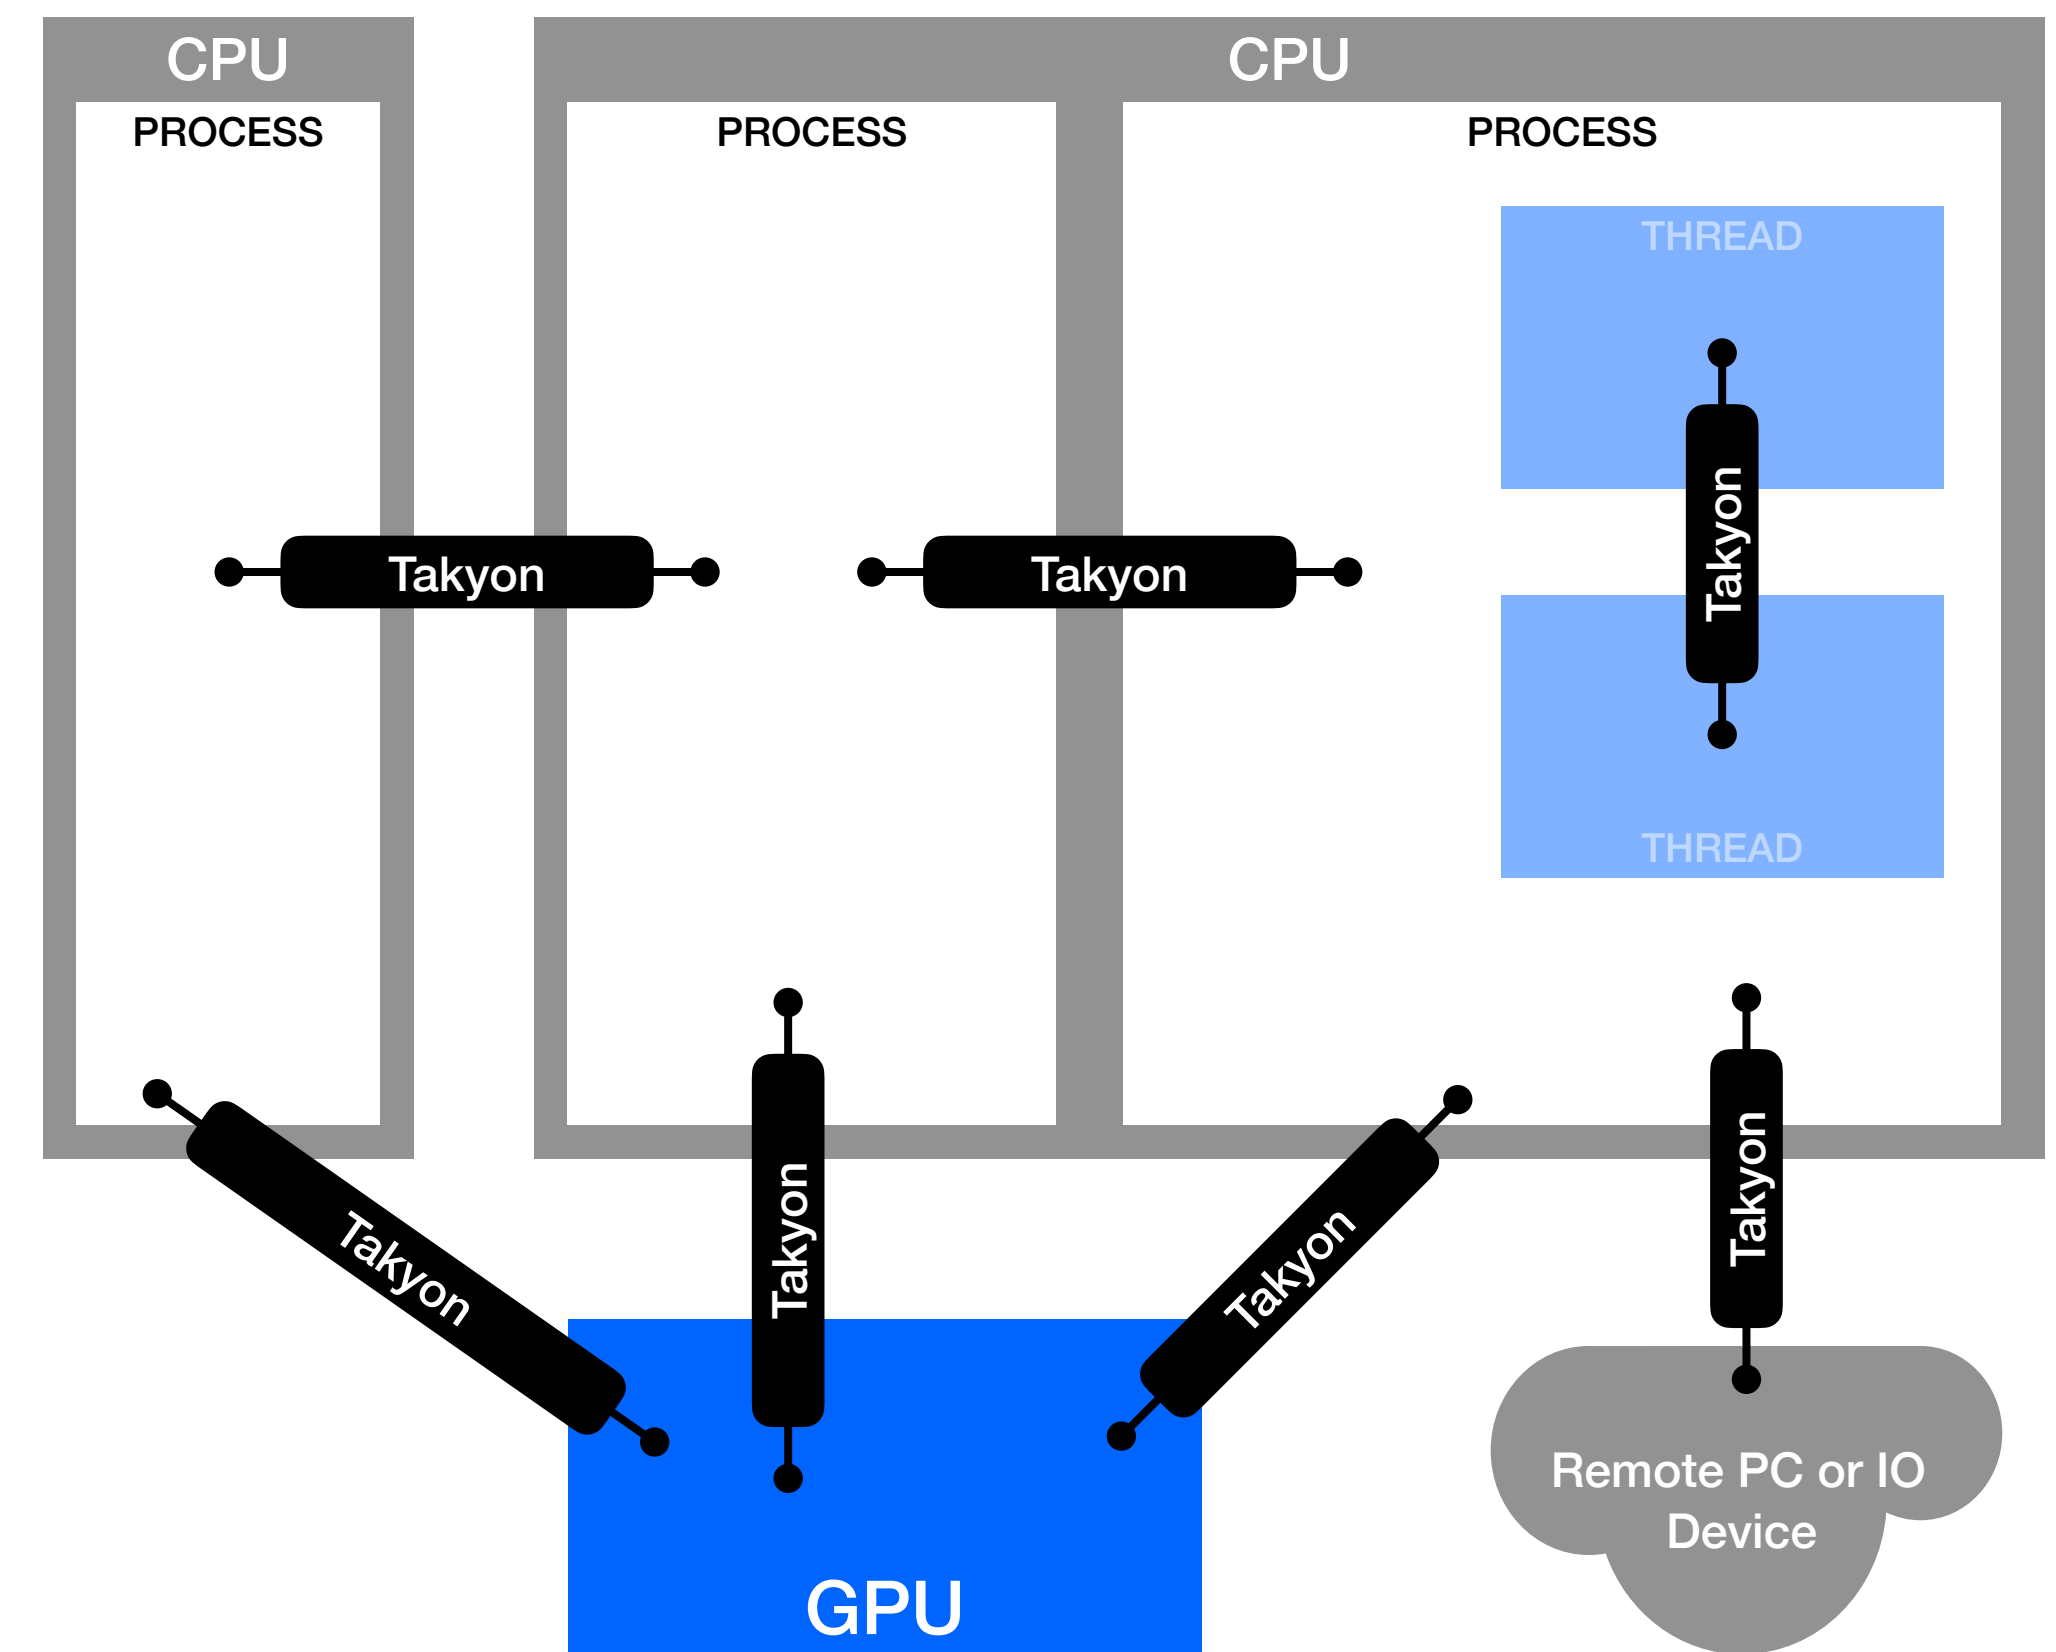 CPU
CPU
PROCESS
PROCESS
PROCESS
THREAD
Takyon
Takyon
Takyon
THREAD
Takyon
Takyon
Takyon
Takyon
Remote PC or IO
Device
GPU